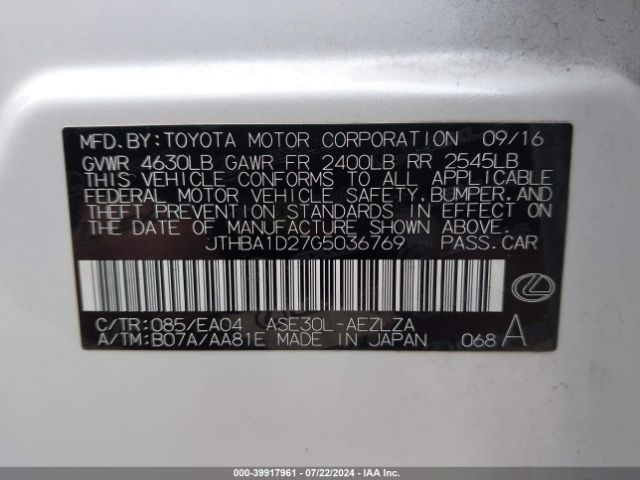 MFD.BY:TOYOTA MOTOR CORPORATION 09/16
GVWR 4630LB GAWR FR 2400LB RR 2545LB
THIS VEHICLE CONFORMS TO ALL APPLICABLE
FEDERAL MOTOR VEHICLE SAFETY,BUMPER,AND
THEFT PREVENTION STANDARDS IN EFFECT ON
THE DATE OF MANUFACTURE SHOWN ABOVE.
JTHBA1D27G5036769 PASS.CAR
C/TR:085/EA04 ASE30L-AEZLZA
A/TM:B07A/AA81E MADE IN JAPAN 068 A
000-39917961 - 07/22/2024 - IAA Inc.